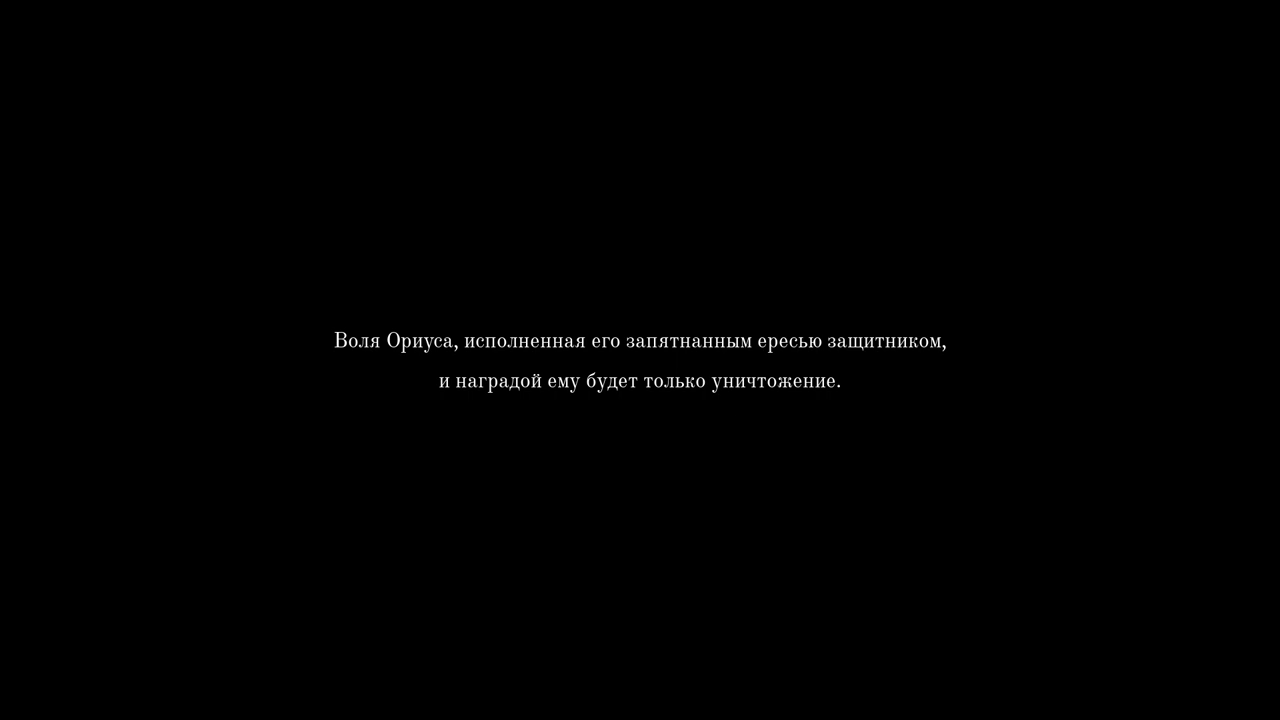 Воля Ориуса, исполненная его запятнанным ересью защитником,
и наградой ему будет только уничтожение.